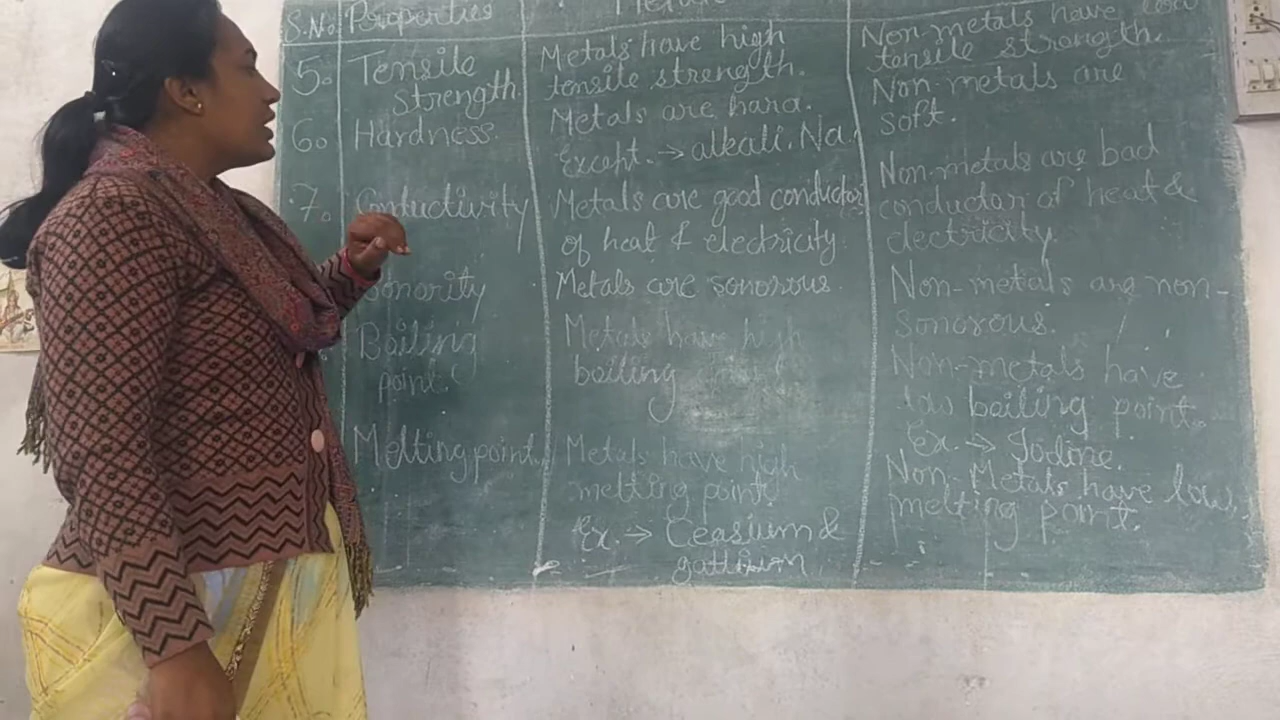 S.No. Properties
5. Tensile strength.
Metals have high
tensile strength.
Non-metals have low
tensile strength.
6. Hardness
Metals are hard.
Except. → alkali. Na.
Non-metals are
soft.
7. Conductivity
Metals are good conductor
of heat & electricity.
Non-metals are bad
conductor of heat &
electricity.
Sonority
Metals are sonorous.
Non-metals are non-
Sonorous.
Boiling
point.
Metals have high
boiling
Non-metals have
low boiling point.
Ex. → Iodine.
Melting point.
Metals have high
melting point
Ex. → Ceasium &
gallium
Non-Metals have low
melting point.